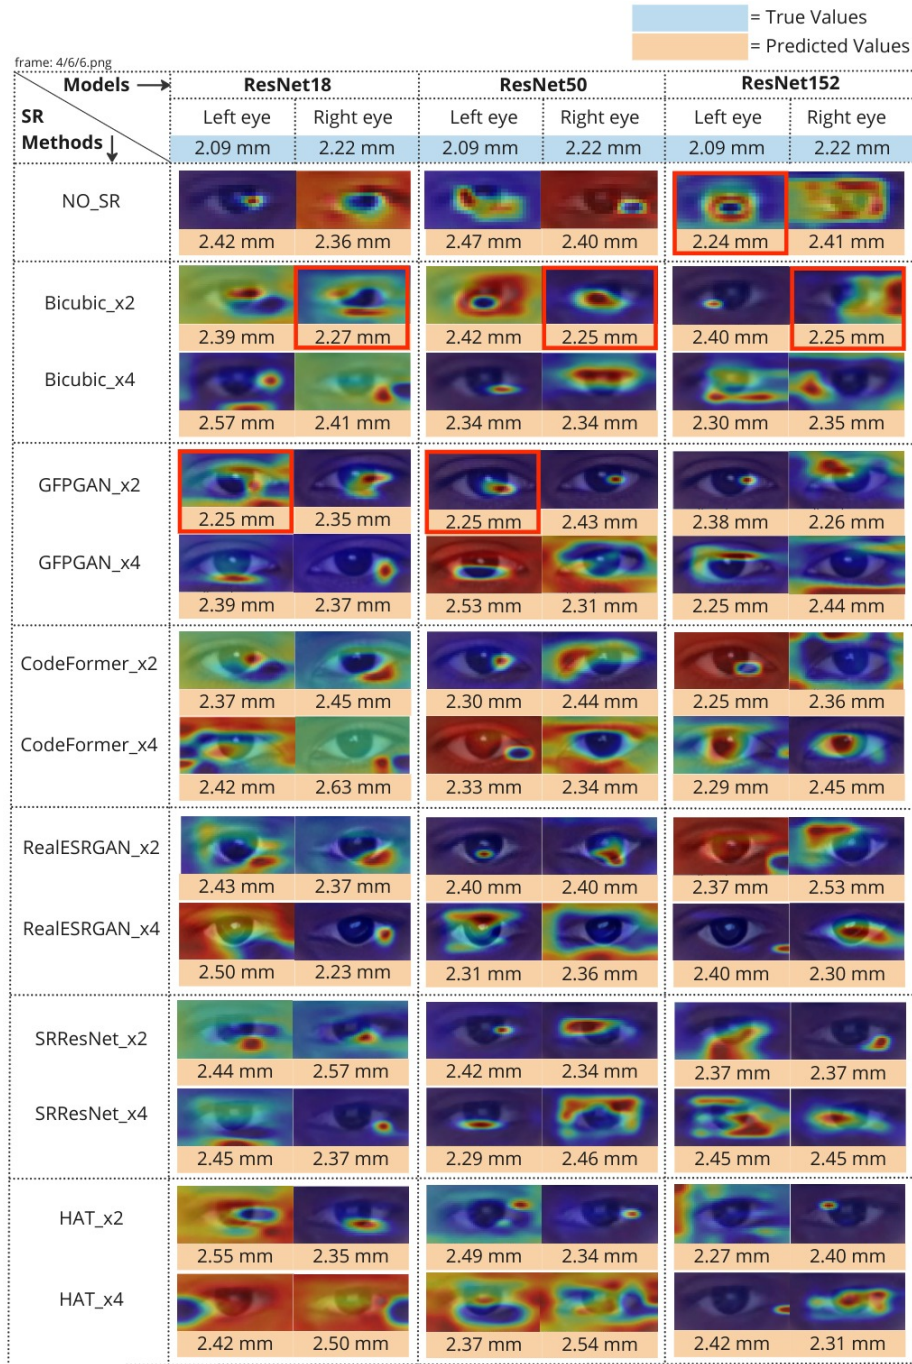 = True Values
= Predicted Values
frame: 4/6/6.png
Models → ResNet18 ResNet50 ResNet152
SR Methods ↓ Left eye Right eye Left eye Right eye Left eye Right eye
2.09 mm 2.22 mm 2.09 mm 2.22 mm 2.09 mm 2.22 mm
NO_SR
2.42 mm 2.36 mm 2.47 mm 2.40 mm 2.24 mm 2.41 mm
Bicubic_x2
2.39 mm 2.27 mm 2.42 mm 2.25 mm 2.40 mm 2.25 mm
Bicubic_x4
2.57 mm 2.41 mm 2.34 mm 2.34 mm 2.30 mm 2.35 mm
GFPGAN_x2
2.25 mm 2.35 mm 2.25 mm 2.43 mm 2.38 mm 2.26 mm
GFPGAN_x4
2.39 mm 2.37 mm 2.53 mm 2.31 mm 2.25 mm 2.44 mm
CodeFormer_x2
2.37 mm 2.45 mm 2.30 mm 2.44 mm 2.25 mm 2.36 mm
CodeFormer_x4
2.42 mm 2.63 mm 2.33 mm 2.34 mm 2.29 mm 2.45 mm
RealESRGAN_x2
2.43 mm 2.37 mm 2.40 mm 2.40 mm 2.37 mm 2.53 mm
RealESRGAN_x4
2.50 mm 2.23 mm 2.31 mm 2.36 mm 2.40 mm 2.30 mm
SRResNet_x2
2.44 mm 2.57 mm 2.42 mm 2.34 mm 2.37 mm 2.37 mm
SRResNet_x4
2.45 mm 2.37 mm 2.29 mm 2.46 mm 2.45 mm 2.45 mm
HAT_x2
2.55 mm 2.35 mm 2.49 mm 2.34 mm 2.27 mm 2.40 mm
HAT_x4
2.42 mm 2.50 mm 2.37 mm 2.54 mm 2.42 mm 2.31 mm